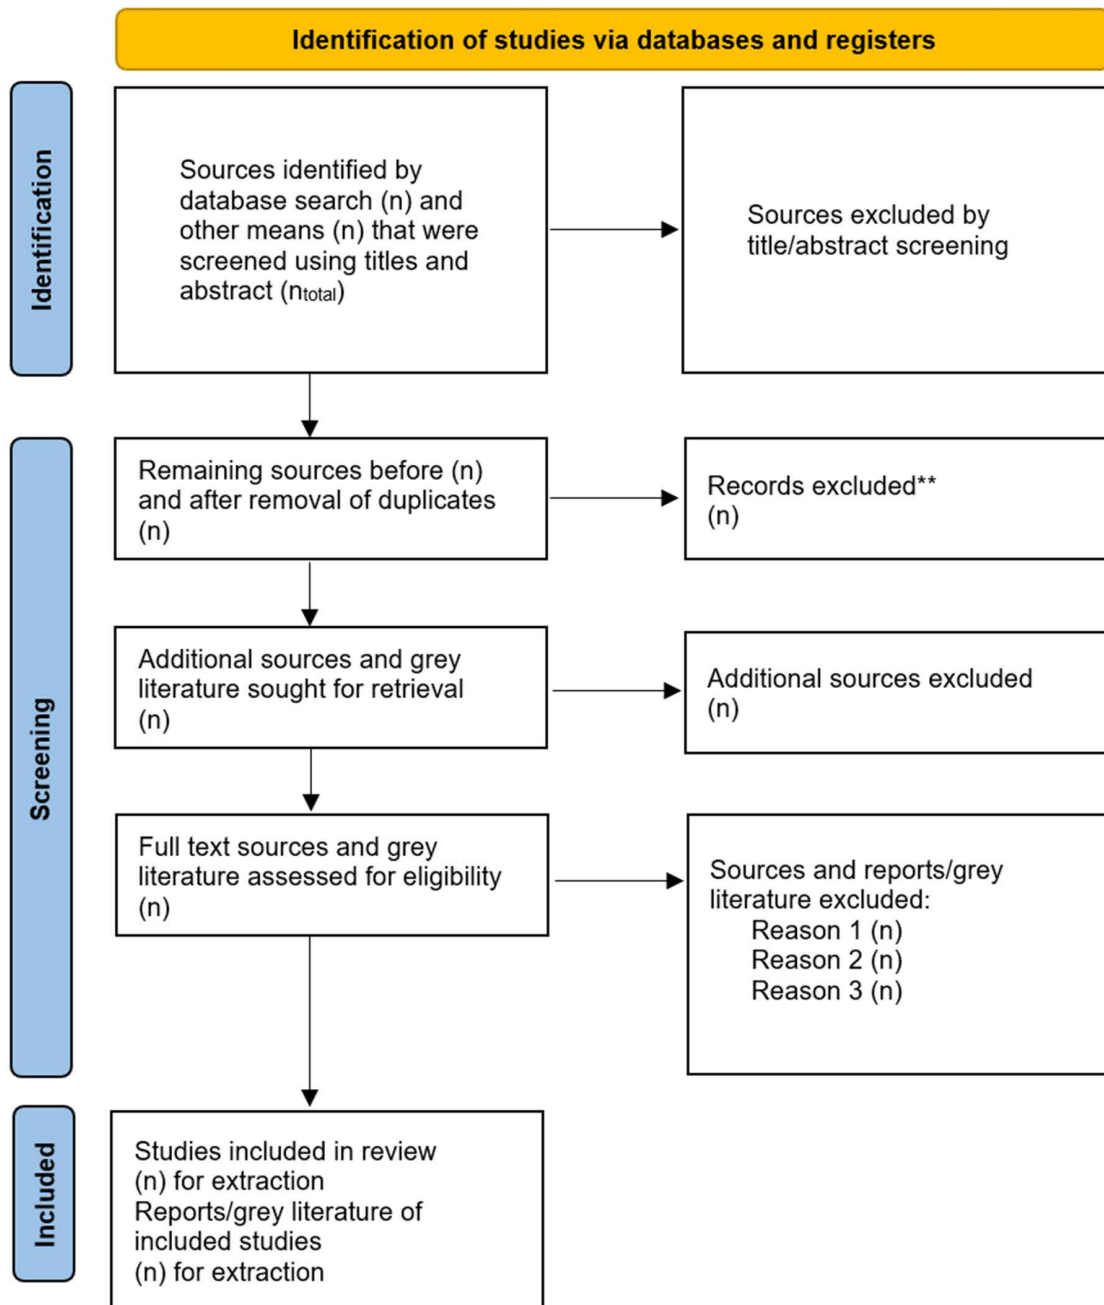 Identification of studies via databases and registers
Identification
Sources identified by
database search (n) and
other means (n) that were
screened using titles and
abstract (ntotal)
Sources excluded by
title/abstract screening
Screening
Remaining sources before (n)
and after removal of duplicates
(n)
Records excluded**
(n)
Additional sources and grey
literature sought for retrieval
(n)
Additional sources excluded
(n)
Full text sources and grey
literature assessed for eligibility
(n)
Sources and reports/grey
literature excluded:
Reason 1 (n)
Reason 2 (n)
Reason 3 (n)
Included
Studies included in review
(n) for extraction
Reports/grey literature of
included studies
(n) for extraction